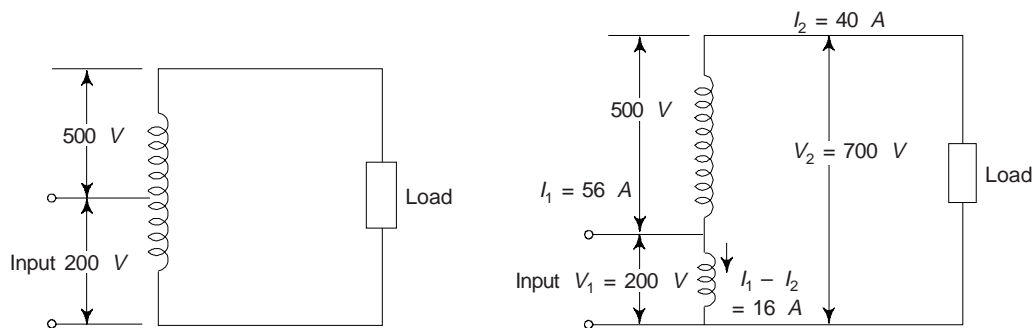 500 V
Load
Input 200 V
I₂ = 40 A
500 V
V₂ = 700 V
I₁ = 56 A
Load
Input V₁ = 200 V
I₁ – I₂
= 16 A